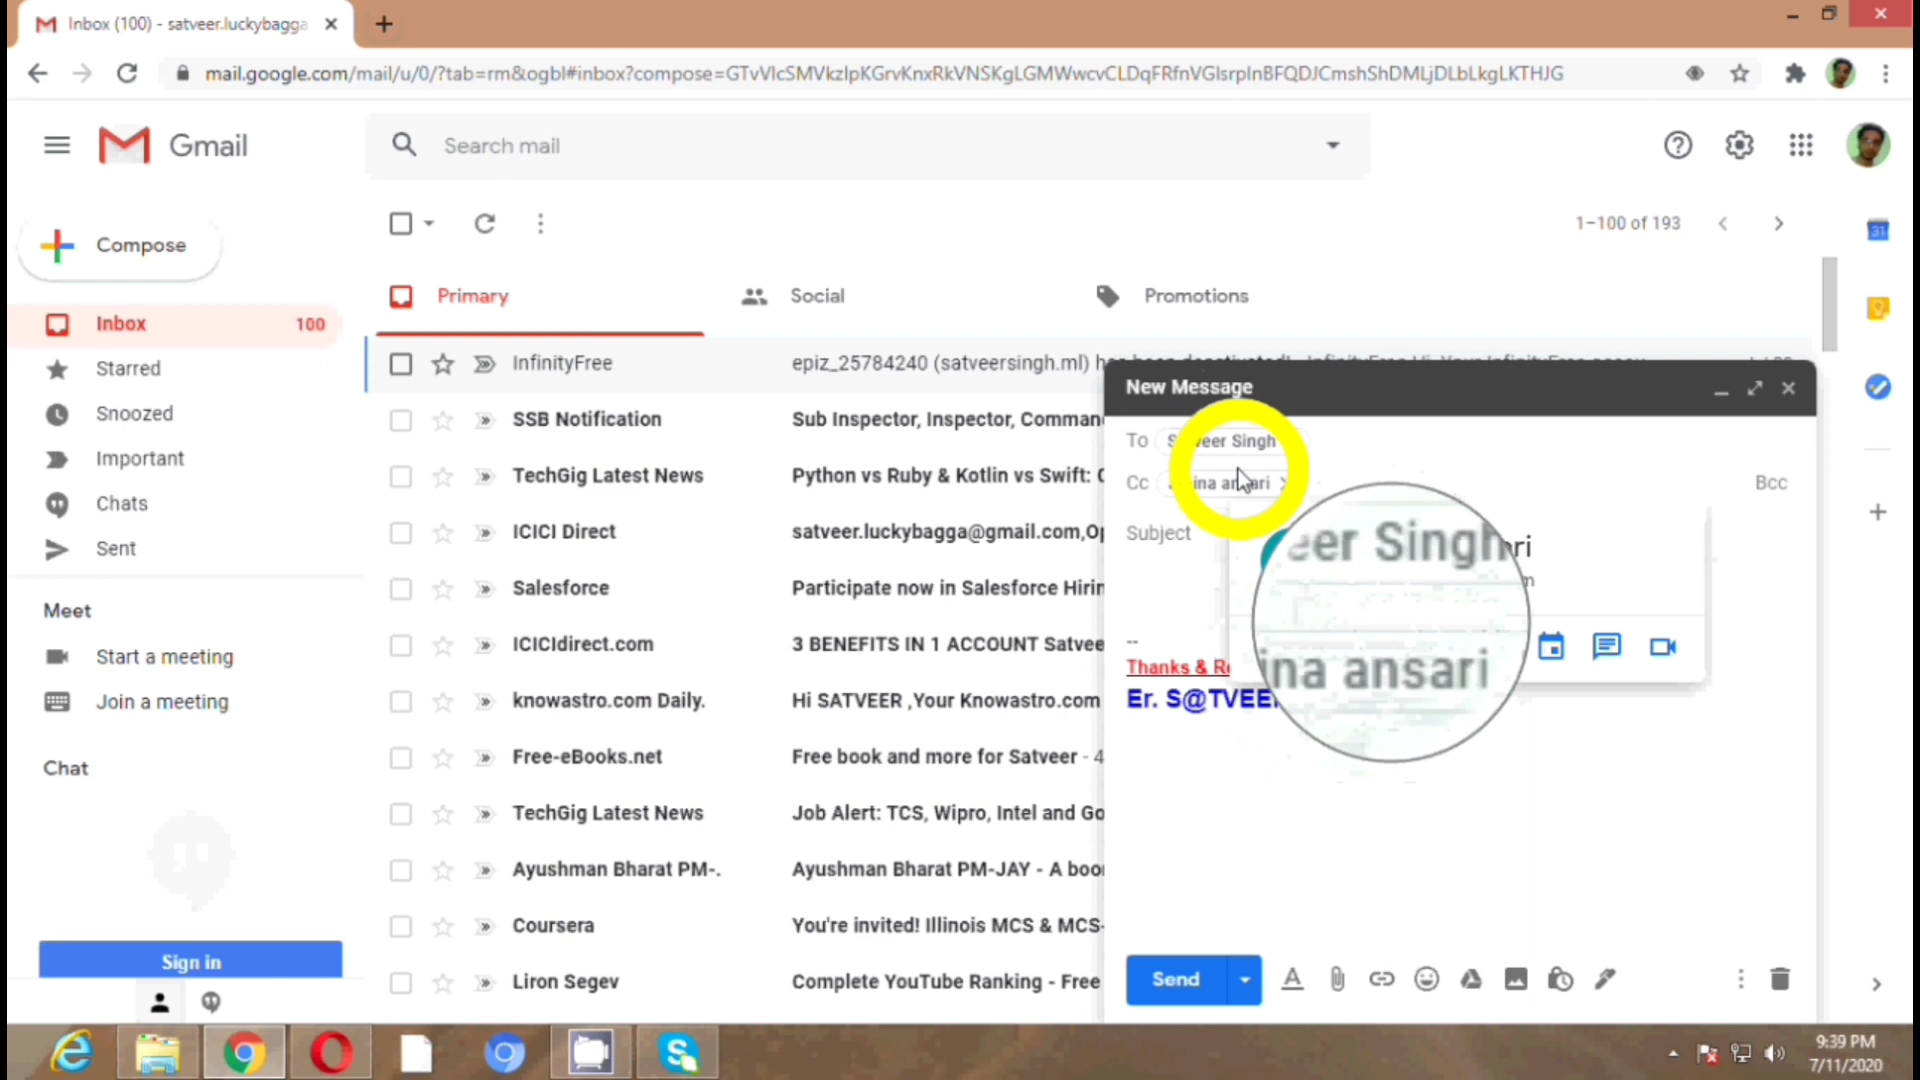 Inbox (100) - satveer.luckybagga
mail.google.com/mail/u/0/?tab=rm&ogbl#inbox?compose=
Gmail
Search mail
Compose
1–100 of 193
31
Primary
Social
Promotions
Inbox 100
Starred
Snoozed
Important
Chats
Sent
Meet
Start a meeting
Join a meeting
Chat
Sign in
InfinityFree epiz_25784240 (satveersingh.ml)
SSB Notification Sub Inspector, Inspector, Comman
TechGig Latest News Python vs Ruby & Kotlin vs Swift:
ICICI Direct satveer.luckybagga@gmail.com,Op
Salesforce Participate now in Salesforce Hirin
ICICIdirect.com 3 BENEFITS IN 1 ACCOUNT Satvee
knowastro.com Daily. Hi SATVEER ,Your Knowastro.com
Free-eBooks.net Free book and more for Satveer - 4
TechGig Latest News Job Alert: TCS, Wipro, Intel and Go
Ayushman Bharat PM-. Ayushman Bharat PM-JAY - A boo
Coursera You're invited! Illinois MCS & MCS-
Liron Segev Complete YouTube Ranking - Free
New Message
To Satveer Singh
Cc ina ansari Bcc
Subject
eer Singh
ri
m
ina ansari
--
Thanks & Re
Er. S@TVEE
Send
9:39 PM
7/11/2020